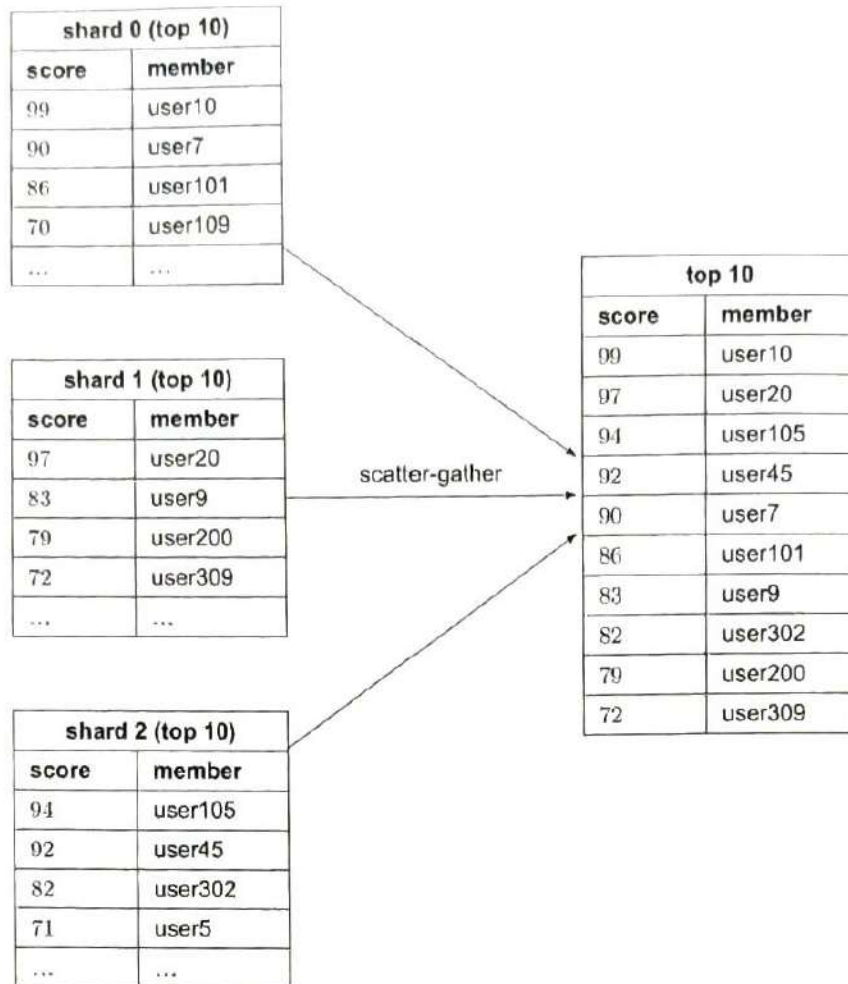 shard 0 (top 10)
score member
99 user10
90 user7
86 user101
70 user109
... ...
shard 1 (top 10)
score member
97 user20
83 user9
79 user200
72 user309
... ...
shard 2 (top 10)
score member
94 user105
92 user45
82 user302
71 user5
... ...
scatter-gather
top 10
score member
99 user10
97 user20
94 user105
92 user45
90 user7
86 user101
83 user9
82 user302
79 user200
72 user309